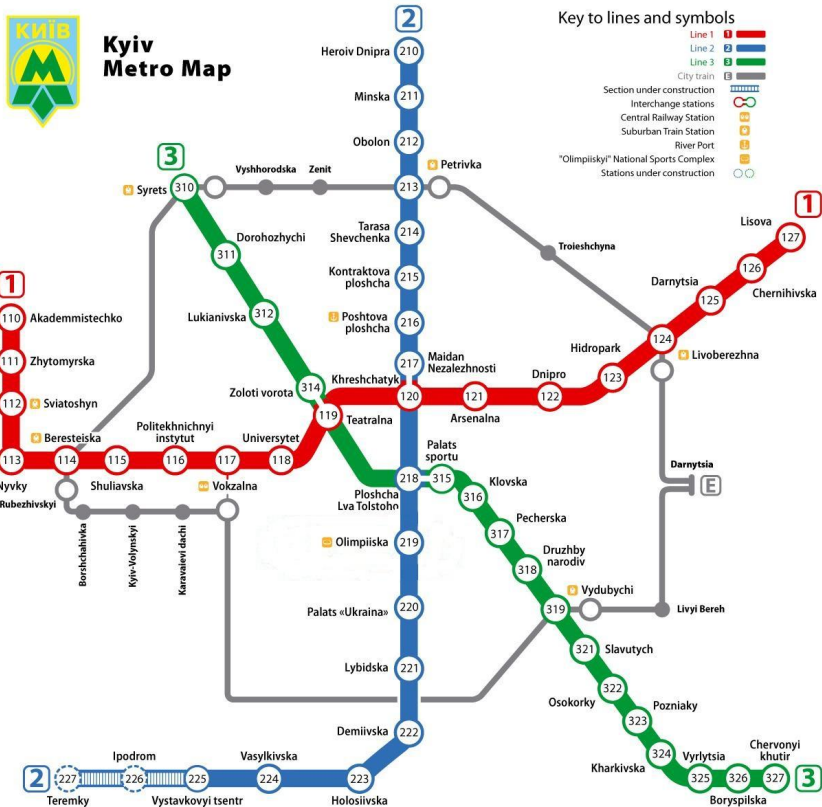 КИЇВ
М
Kyiv
Metro Map
2
Key to lines and symbols
Line 1 1
Line 2 2
Line 3 3
City train E
Section under construction
Interchange stations
Central Railway Station
Suburban Train Station
River Port
"Olimpiiskyi" National Sports Complex
Stations under construction
Heroiv Dnipra 210
Minska 211
Obolon 212
3
Syrets 310
Vyshhorodska
Zenit
213
Petrivka
Tarasa
Shevchenka
214
Kontraktova
ploshcha
215
Poshtova
ploshcha
216
217
Maidan
Nezalezhnosti
Dorohozhychi
311
Lukianivska 312
Zoloti vorota 314
Troieshchyna
1
Lisova
127
126
Chernihivska
Darnytsia
125
124
Livoberezhna
Hidropark
123
Dnipro
122
121
Arsenalna
Khreshchatyk
120
119
Teatralna
1
110 Akademmistechko
111 Zhytomyrska
112 Sviatoshyn
113
Nyvky
Beresteiska
114
115
Shuliavska
Politekhnichnyi
instytut
116
117
Vokzalna
Universytet
118
Rubezhivskyi
Borshchahivka
Kyiv-Volynskyi
Karavaievi dachi
218
Ploshcha
Lva Tolstoho
Palats
sportu
315
Klovska
316
Pecherska
317
Druzhby
narodiv
318
Vydubychi
319
Darnytsia
E
Livyi Bereh
Olimpiiska 219
Palats «Ukraina» 220
Lybidska 221
Demiivska 222
321 Slavutych
322
Osokorky
Pozniaky
323
324
Kharkivska
Vyrlytsia
325
326
Boryspilska
Chervonyi
khutir
327
3
2
227
Teremky
Ipodrom
226
225
Vystavkovyi tsentr
Vasylkivska
224
223
Holosiivska